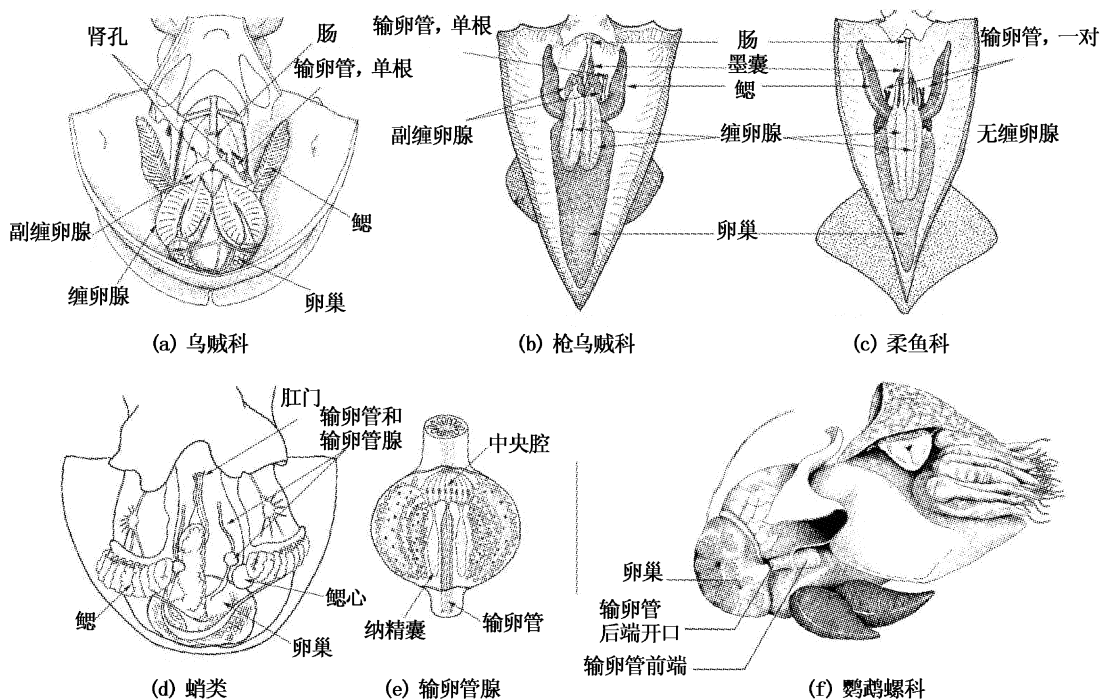 肾孔
肠
输卵管，单根
副缠卵腺
缠卵腺
鳃
卵巢
(a) 乌贼科
输卵管，单根
副缠卵腺
肠
墨囊
鳃
缠卵腺
卵巢
(b) 枪乌贼科
输卵管，一对
无缠卵腺
(c) 柔鱼科
肛门
输卵管和
输卵管腺
鳃
鳃心
卵巢
(d) 蛸类
中央腔
纳精囊
输卵管
(e) 输卵管腺
卵巢
输卵管
后端开口
输卵管前端
(f) 鹦鹉螺科